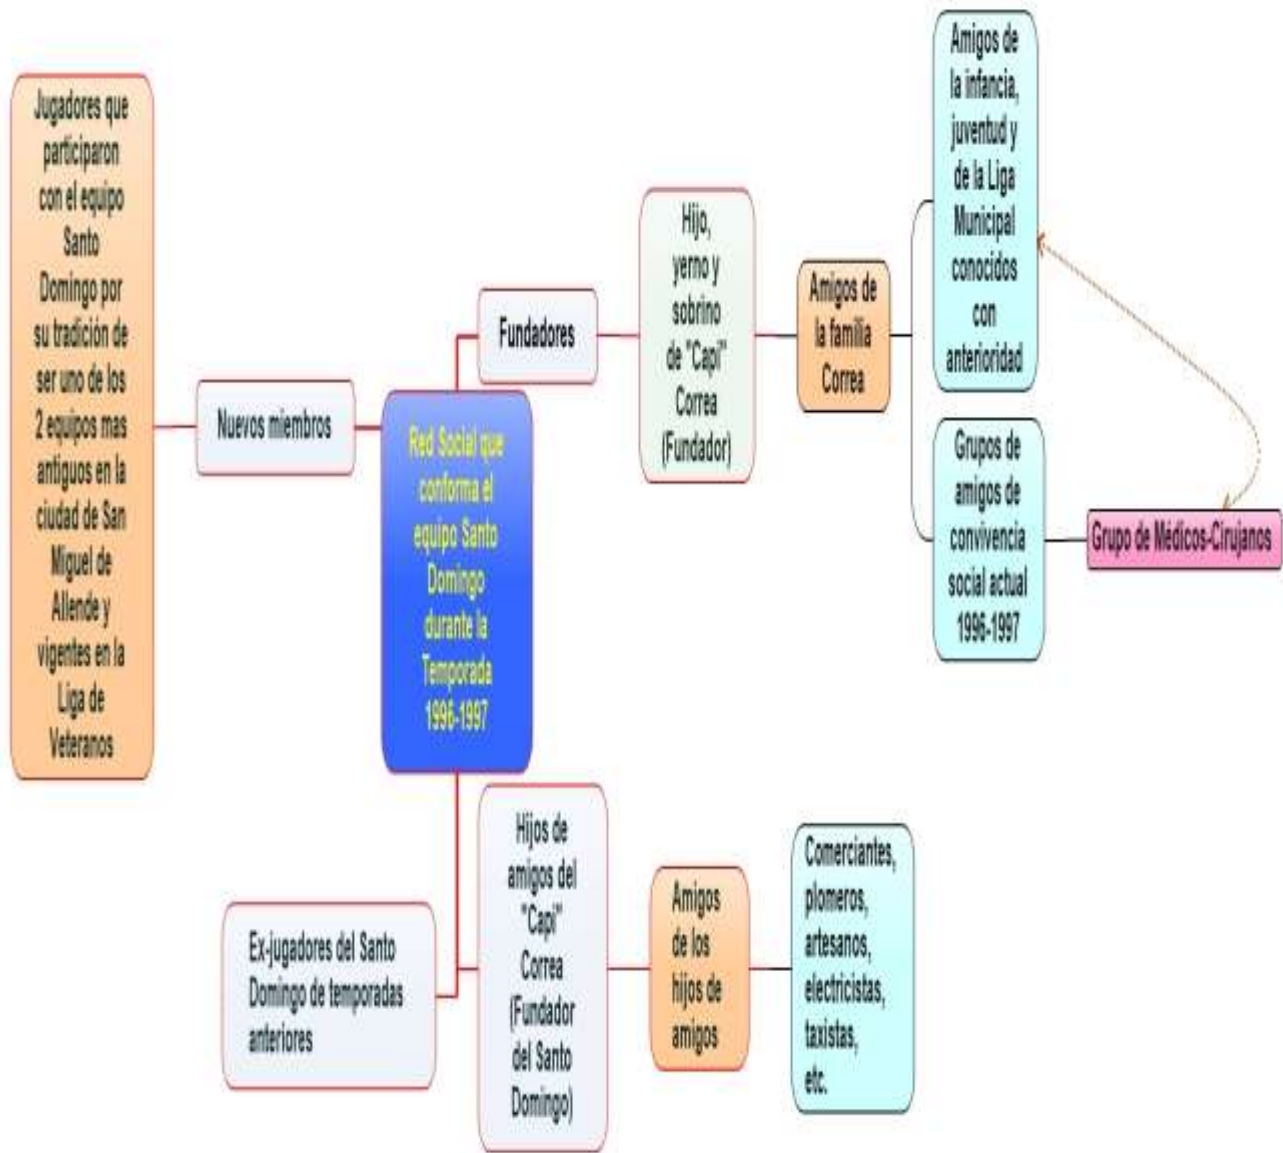 Jugadores que
participaron
con el equipo
Santo
Domingo por
su tradición de
ser uno de los
2 equipos mas
antiguos en la
ciudad de San
Miguel de
Allende y
vigentes en la
Liga de
Veteranos
Nuevos miembros
Red Social que
conforma el
equipo Santo
Domingo
durante la
Temporada
1996-1997
Fundadores
Hijo,
yerno y
sobrino
de "Capi"
Correa
(Fundador)
Amigos de
la familia
Correa
Amigos de
la infancia,
juventud y
de la Liga
Municipal
conocidos
con
anterioridad
Grupos de
amigos de
convivencia
social actual
1996-1997
Grupo de Médicos-Cirujanos
Ex-jugadores del Santo
Domingo de temporadas
anteriores
Hijos de
amigos del
"Capi"
Correa
(Fundador
del Santo
Domingo)
Amigos
de los
hijos de
amigos
Comerciantes,
plomeros,
artesanos,
electricistas,
taxistas,
etc.